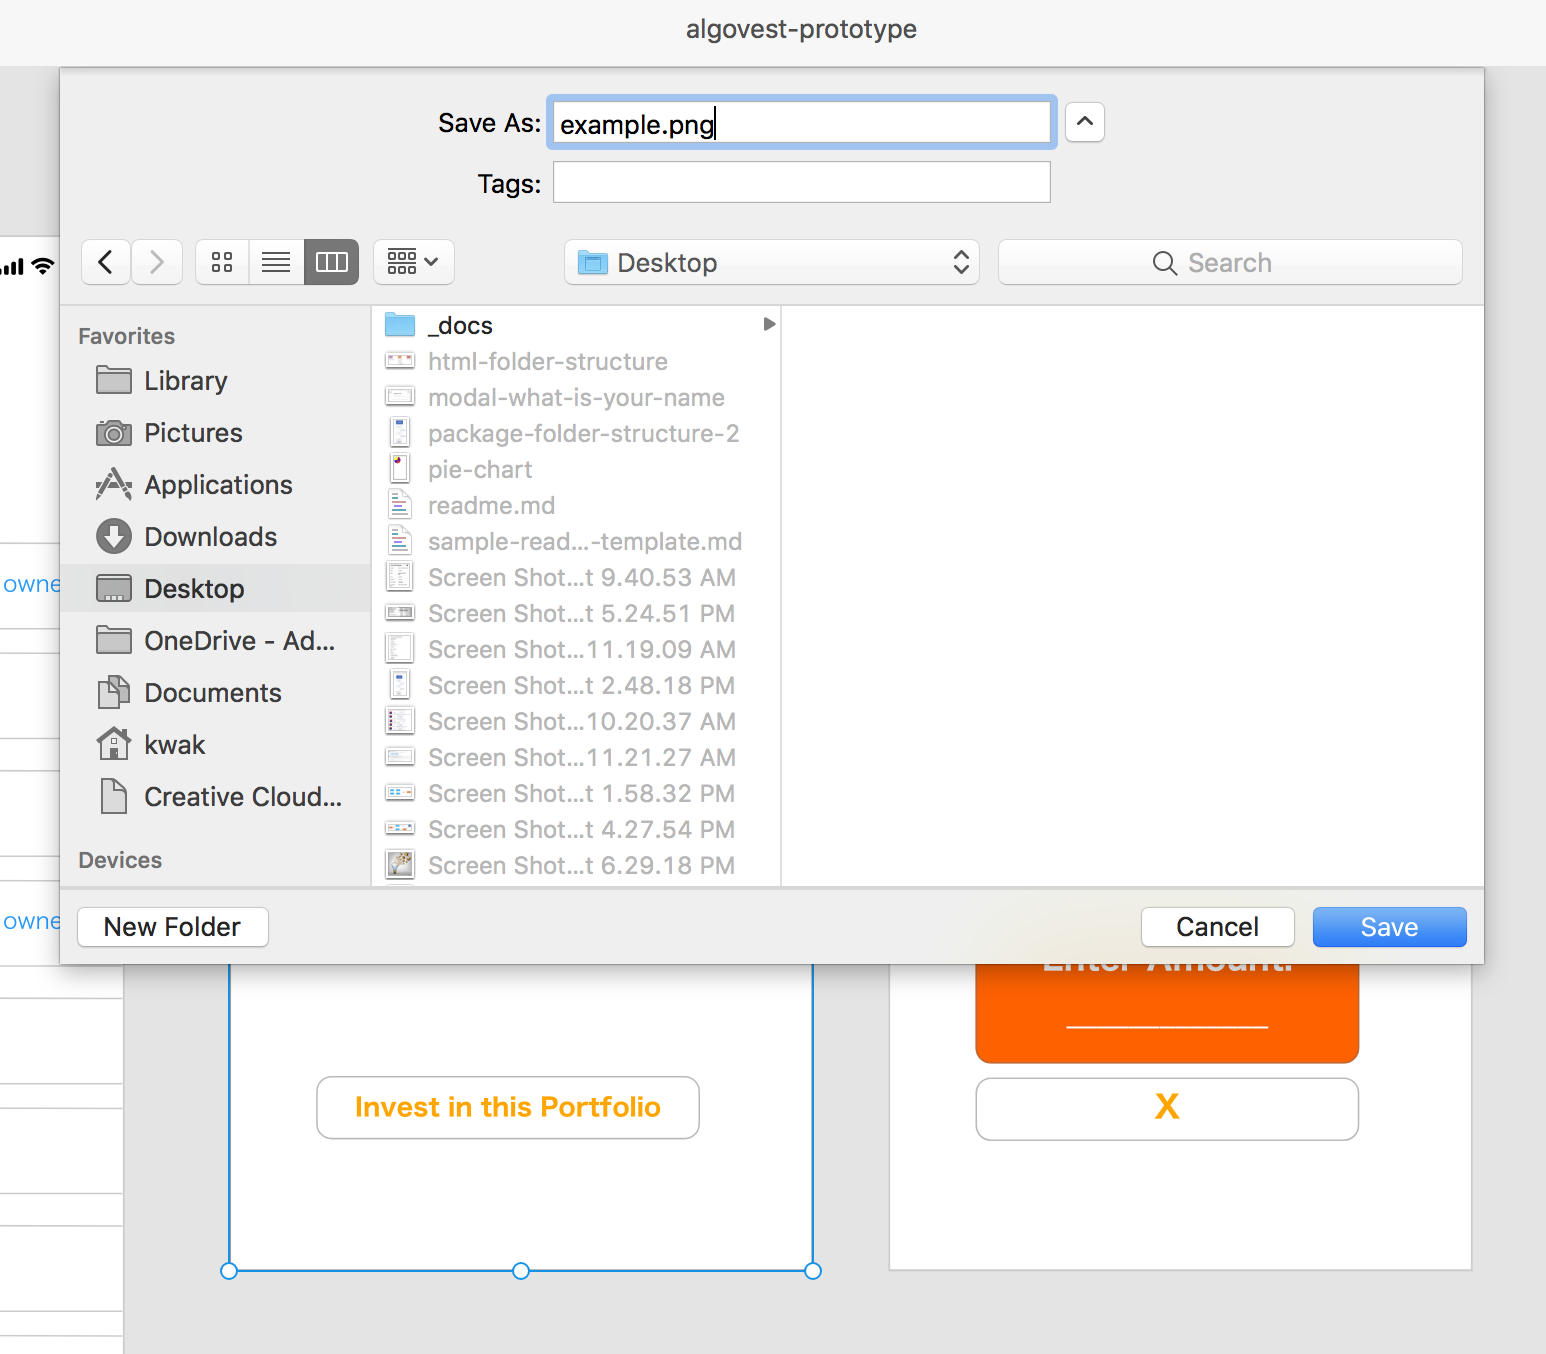 algovest-prototype
Save As: example.png
Tags:
Desktop
Search
Favorites
Library
Pictures
Applications
Downloads
Desktop
OneDrive - Ad...
Documents
kwak
Creative Cloud...
Devices
_docs
html-folder-structure
modal-what-is-your-name
package-folder-structure-2
pie-chart
readme.md
sample-read...-template.md
Screen Shot...t 9.40.53 AM
Screen Shot...t 5.24.51 PM
Screen Shot...11.19.09 AM
Screen Shot...t 2.48.18 PM
Screen Shot...10.20.37 AM
Screen Shot...11.21.27 AM
Screen Shot...t 1.58.32 PM
Screen Shot...t 4.27.54 PM
Screen Shot...t 6.29.18 PM
owne
owne
New Folder
Cancel
Save
Enter Amount:
Invest in this Portfolio
X